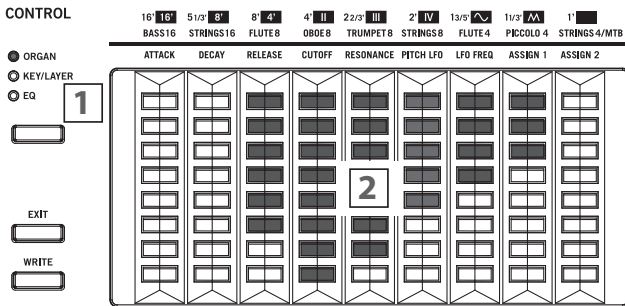 CONTROL
16' 16' 5 1/3' 8' 8' 4' 4' II 2 2/3' III 2' IV 1 3/5' 1 1/3' 1'
BASS16 STRINGS16 FLUTE8 OBOE8 TRUMPET8 STRINGS8 FLUTE4 PICCOLO 4 STRINGS4/MTB
ORGAN
ATTACK DECAY RELEASE CUTOFF RESONANCE PITCH LFO LFO FREQ ASSIGN 1 ASSIGN 2
KEY/LAYER
EQ
1
2
EXIT
WRITE